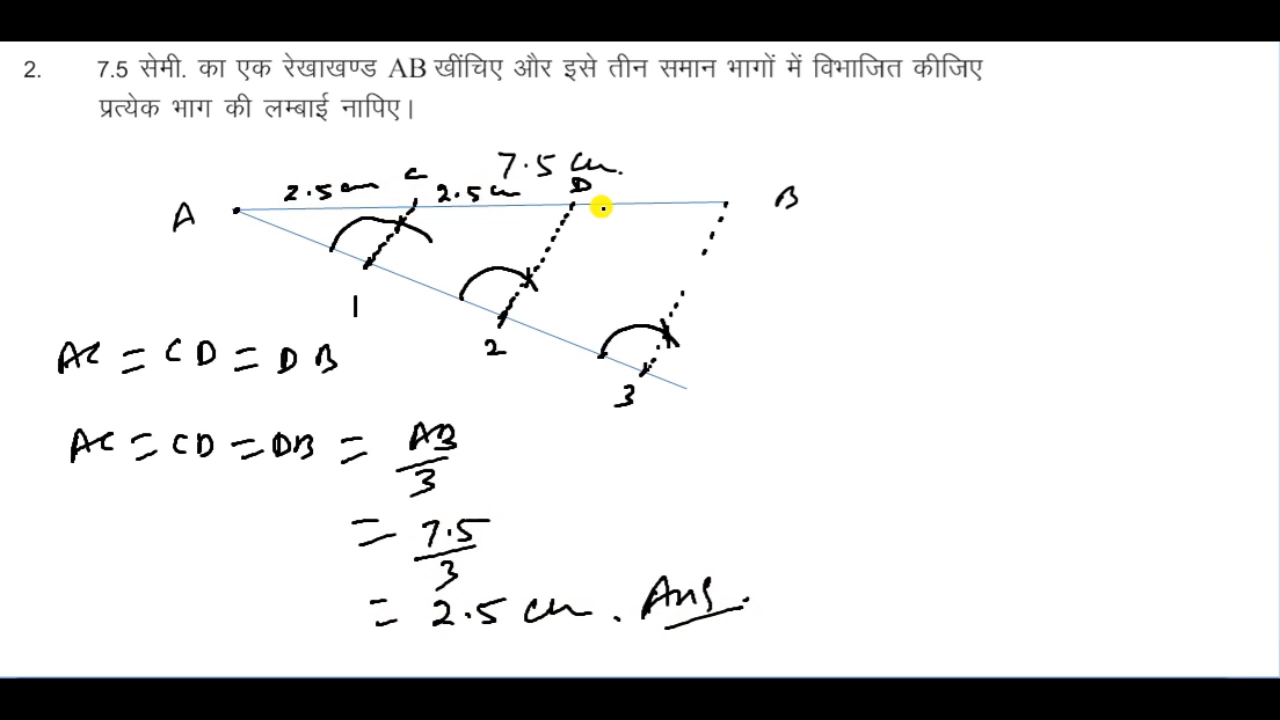 2. 7.5 सेमी. का एक रेखाखण्ड AB खींचिए और इसे तीन समान भागों में विभाजित कीजिए
प्रत्येक भाग की लम्बाई नापिए।
7.5 cm.
2.5 cm C 2.5 cm D
A B
1
2
3
AC = CD = DB
AC = CD = DB = AB/3
= 7.5/3
= 2.5 cm. Ans.